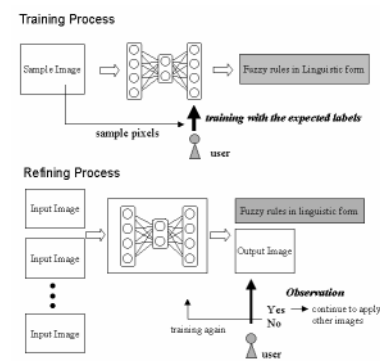 Training Process
Sample Image
Fuzzy rules in Linguistic form
training with the expected labels
sample pixels
user
Refining Process
Input Image
Fuzzy rules in linguistic form
Input Image
Output Image
Observation
Yes
continue to apply
other images
No
training again
Input Image
user